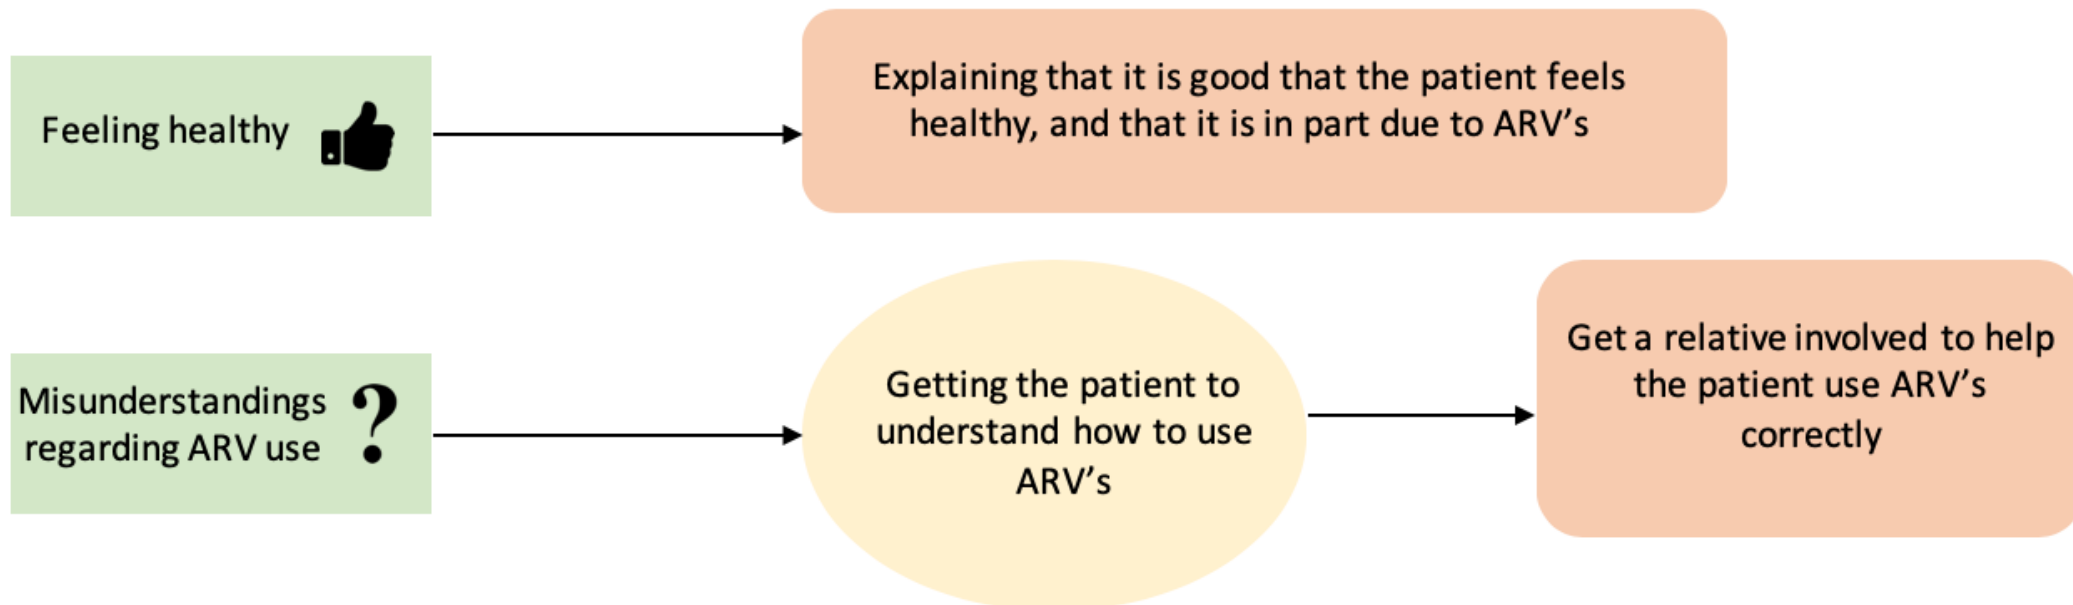 Feeling healthy
Explaining that it is good that the patient feels
healthy, and that it is in part due to ARV’s
Misunderstandings
regarding ARV use
?
Getting the patient to
understand how to use
ARV’s
Get a relative involved to help
the patient use ARV’s
correctly